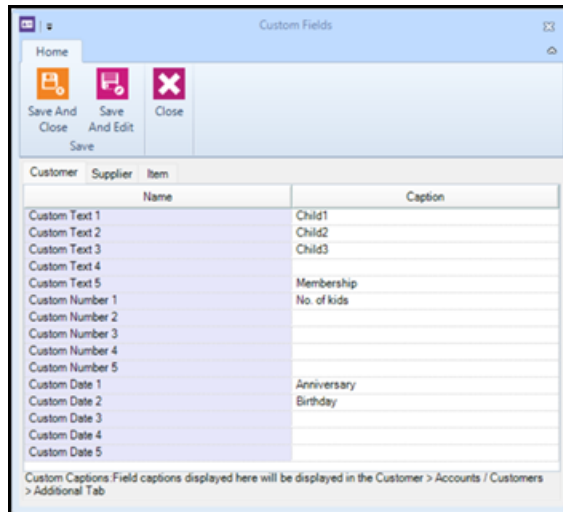 Custom Fields
Home
Save And Close
Save And Edit
Close
Save
Customer Supplier Item
Name Caption
Custom Text 1 Child1
Custom Text 2 Child2
Custom Text 3 Child3
Custom Text 4
Custom Text 5 Membership
Custom Number 1 No. of kids
Custom Number 2
Custom Number 3
Custom Number 4
Custom Number 5
Custom Date 1 Anniversary
Custom Date 2 Birthday
Custom Date 3
Custom Date 4
Custom Date 5
Custom Captions:Field captions displayed here will be displayed in the Customer > Accounts / Customers
> Additional Tab